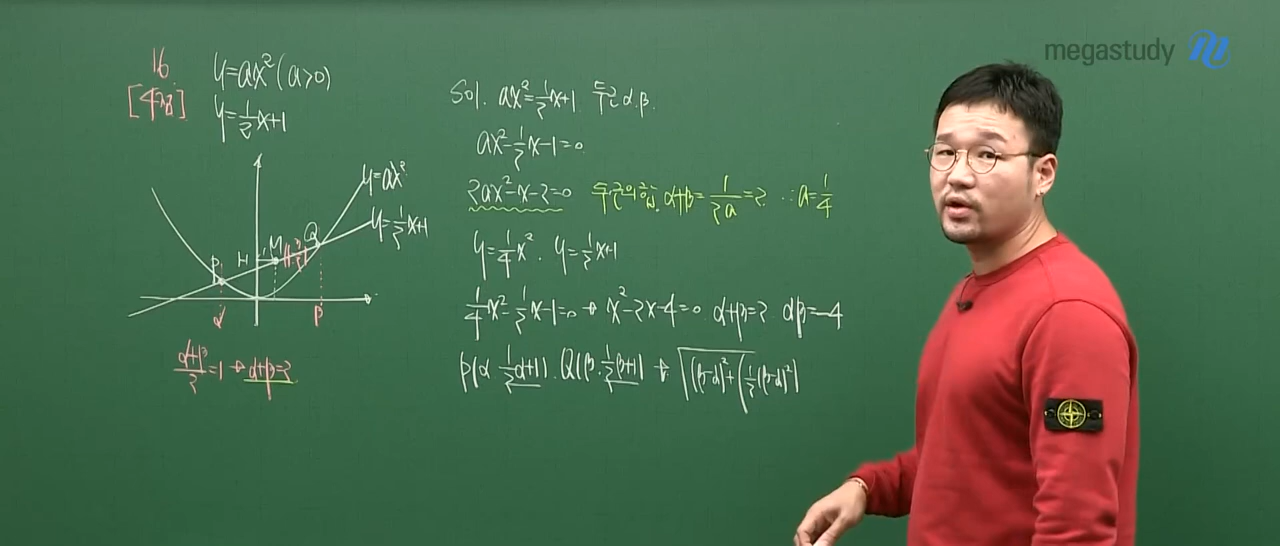 megastudy
16
[4점]
y=ax²(a>0)
y=½x+1
y=ax²
y=½x+1
P
H
1
M
Q
α
β
(α+β)/2=1 → α+β=2
Sol. ax²=½x+1 두근 α.β.
ax²-½x-1=0.
2ax²-x-2=0 두근의 합. α+β=1/(2a)=2. ∴a=¼
y=¼x². y=½x+1
¼x²-½x-1=0 → x²-2x-4=0 α+β=2 αβ=-4
P(α. ½α+1). Q(β. ½β+1) → √((β-α)²+(½(β-α))²)